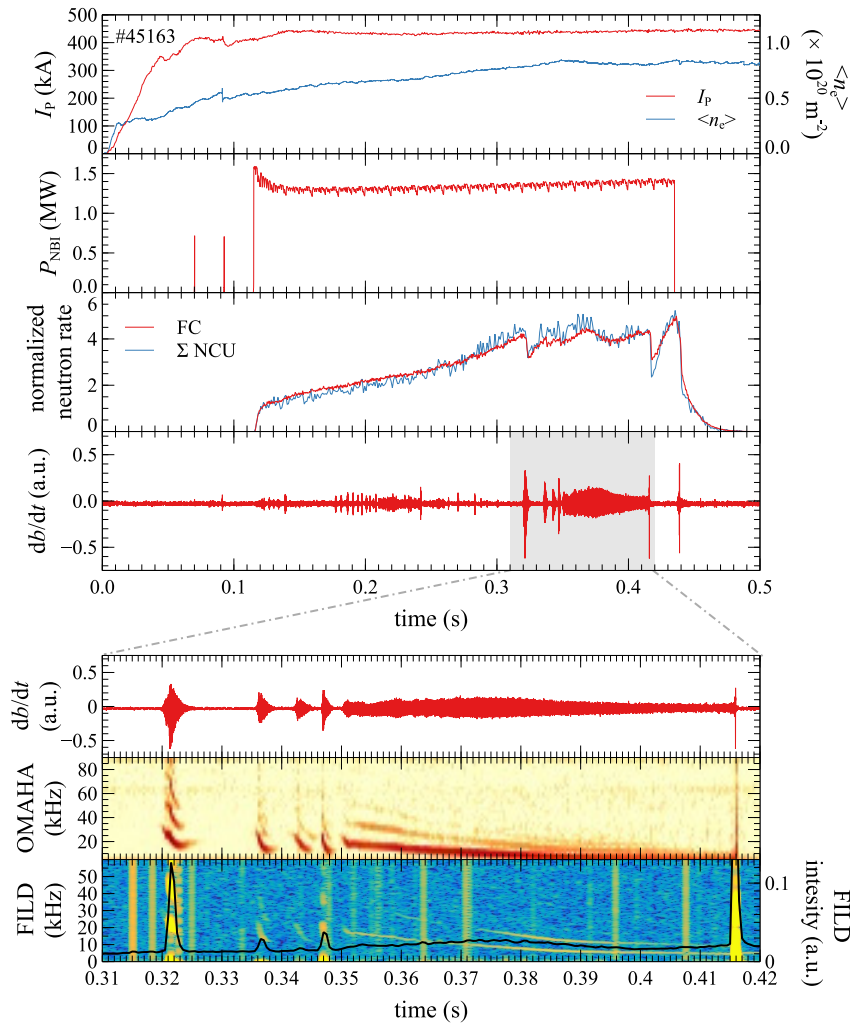 #45163
500
400
300
200
100
0
I_P (kA)
1.0
0.5
0.0
<n_e>
(× 10^20 m^-2)
I_P
<n_e>
1.5
1.0
0.5
0.0
P_NBI (MW)
6
4
2
0
normalized
neutron rate
FC
Σ NCU
0.5
0.0
−0.5
db/dt (a.u.)
0.0 0.1 0.2 0.3 0.4 0.5
time (s)
0.5
0
−0.5
db/dt
(a.u.)
80
60
40
20
OMAHA
(kHz)
50
40
30
20
10
0
FILD
(kHz)
0.1
0
FILD
intesity (a.u.)
0.31 0.32 0.33 0.34 0.35 0.36 0.37 0.38 0.39 0.40 0.41 0.42
time (s)